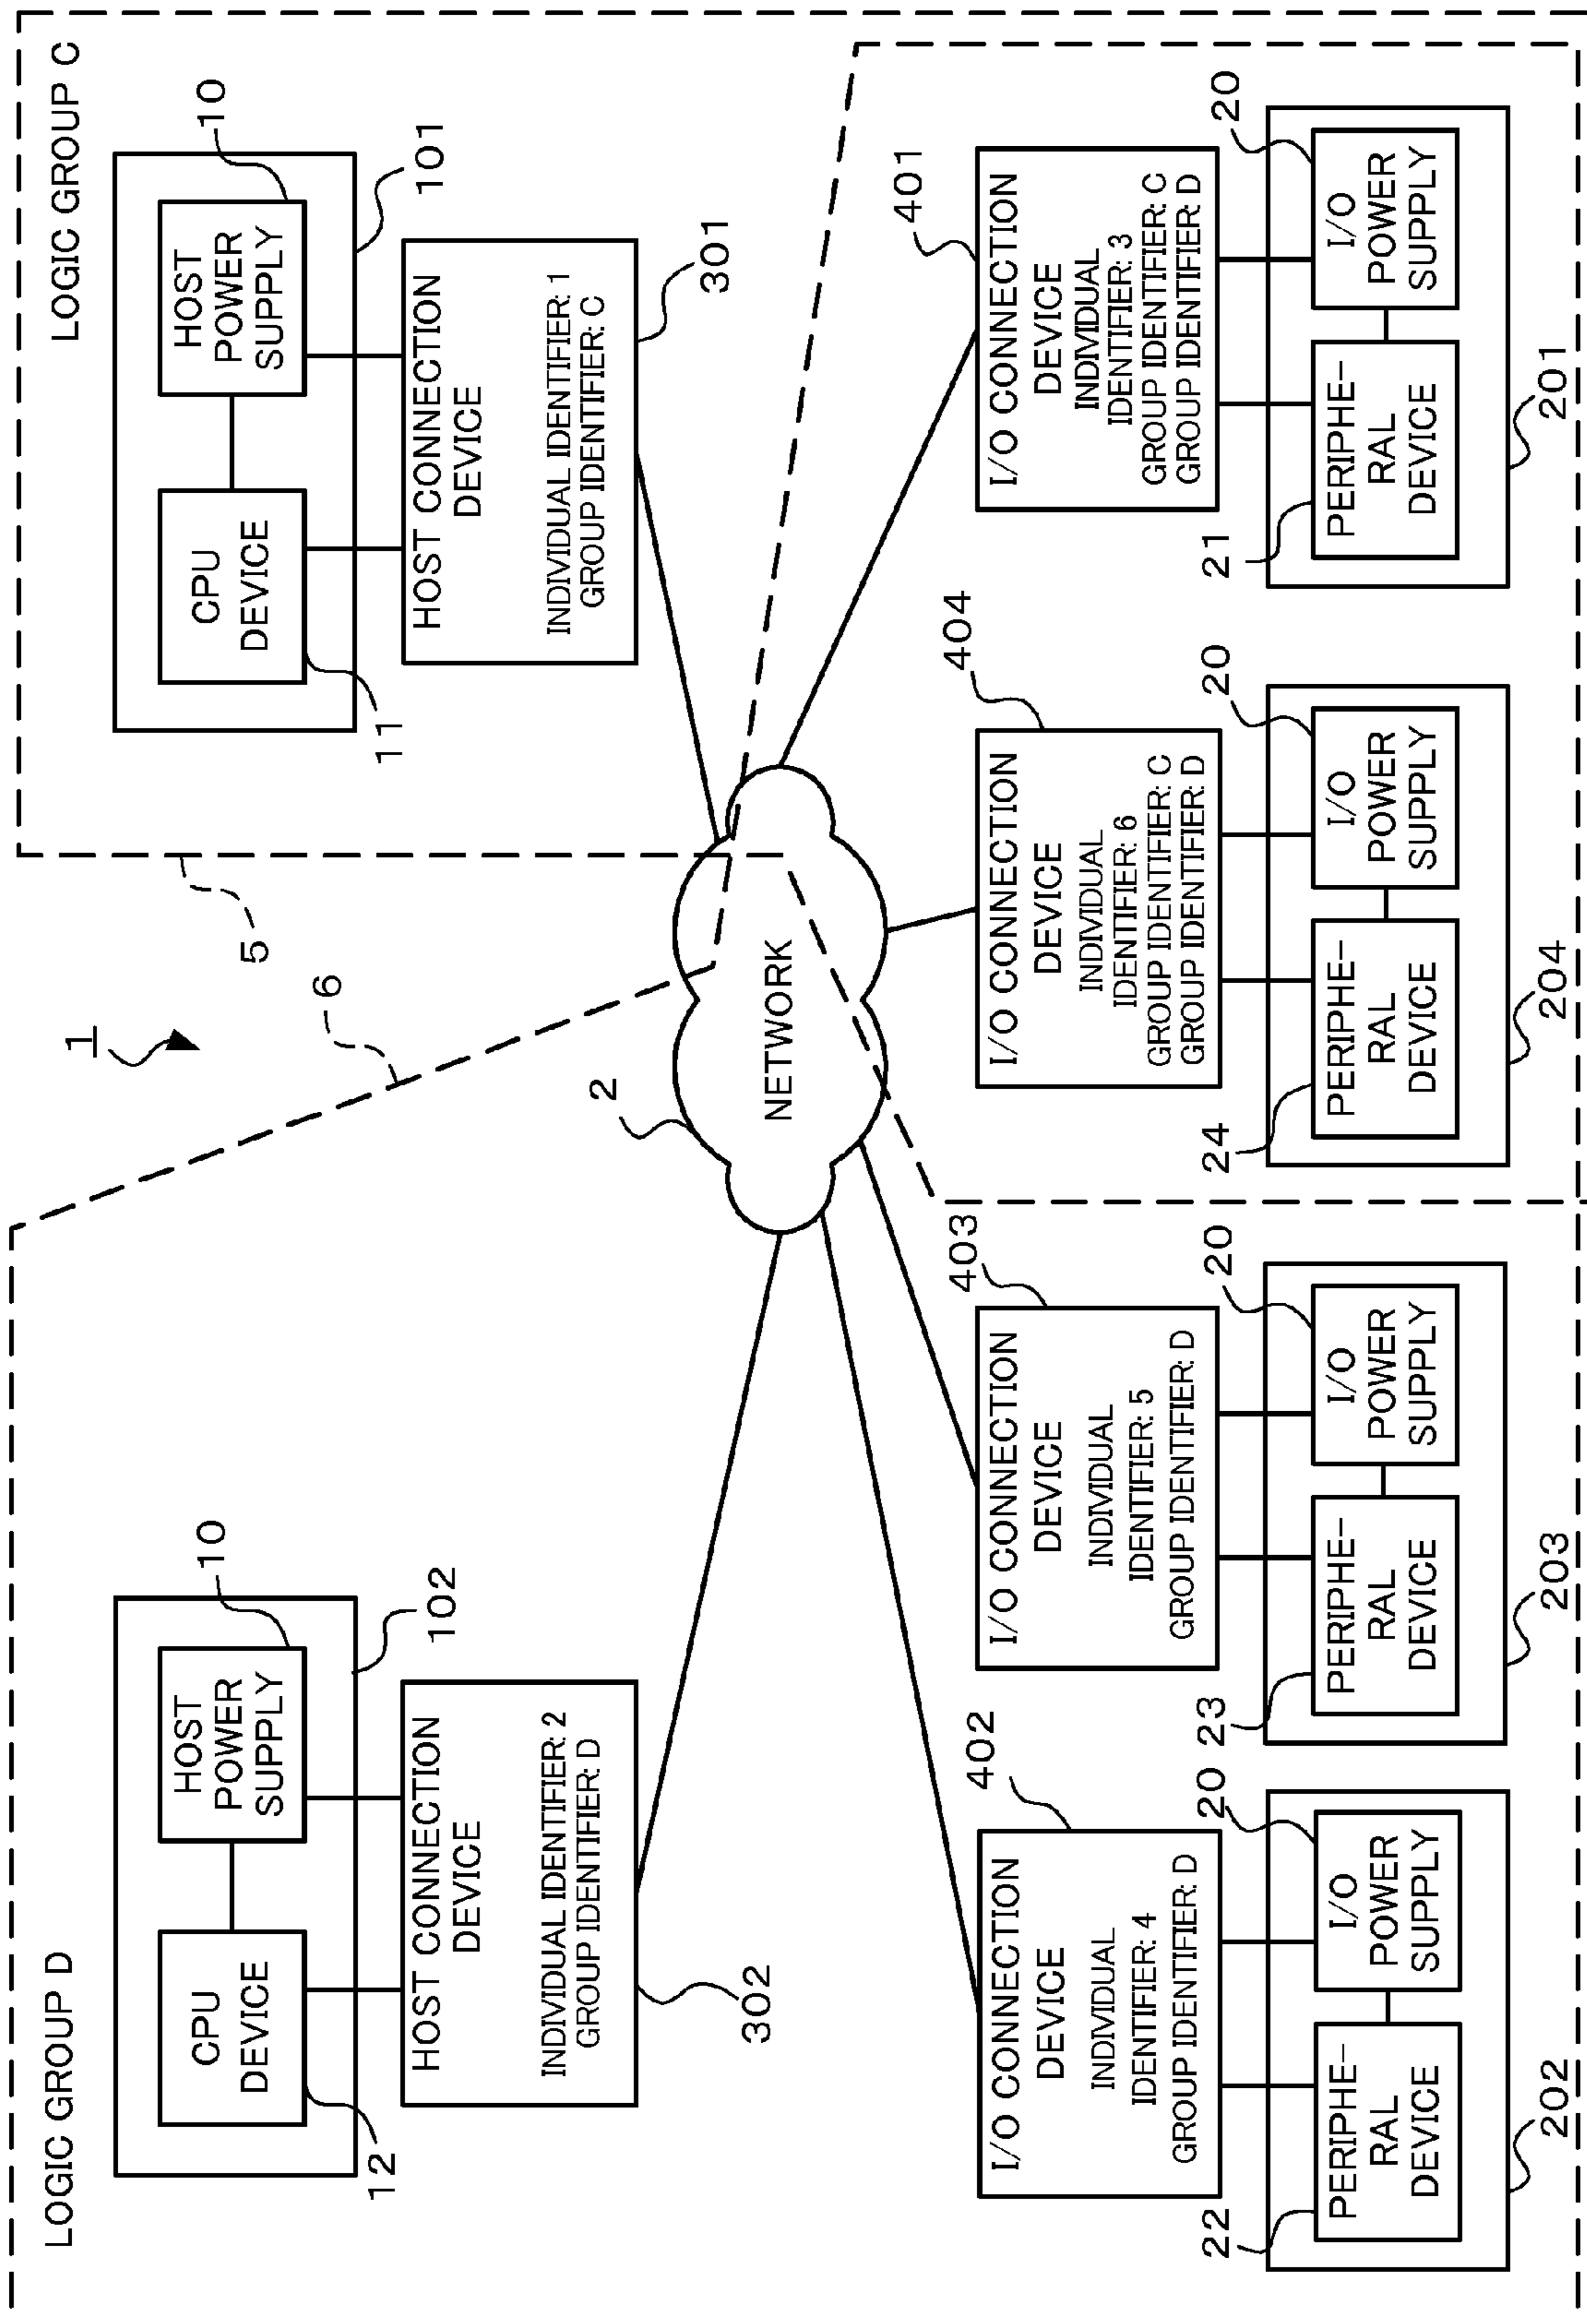 LOGIC GROUP D
LOGIC GROUP C
1
6
5
HOST
POWER
SUPPLY
10
CPU
DEVICE
12
102
HOST CONNECTION
DEVICE
INDIVIDUAL IDENTIFIER: 2
GROUP IDENTIFIER: D
302
HOST
POWER
SUPPLY
10
CPU
DEVICE
11
101
HOST CONNECTION
DEVICE
INDIVIDUAL IDENTIFIER: 1
GROUP IDENTIFIER: C
301
2
NETWORK
402
I/O CONNECTION
DEVICE
INDIVIDUAL
IDENTIFIER: 4
GROUP IDENTIFIER: D
22
PERIPHE-
RAL
DEVICE
20
I/O
POWER
SUPPLY
202
403
I/O CONNECTION
DEVICE
INDIVIDUAL
IDENTIFIER: 5
GROUP IDENTIFIER: D
23
PERIPHE-
RAL
DEVICE
20
I/O
POWER
SUPPLY
203
404
I/O CONNECTION
DEVICE
INDIVIDUAL
IDENTIFIER: 6
GROUP IDENTIFIER: C
GROUP IDENTIFIER: D
24
PERIPHE-
RAL
DEVICE
20
I/O
POWER
SUPPLY
204
401
I/O CONNECTION
DEVICE
INDIVIDUAL
IDENTIFIER: 3
GROUP IDENTIFIER: C
GROUP IDENTIFIER: D
21
PERIPHE-
RAL
DEVICE
20
I/O
POWER
SUPPLY
201